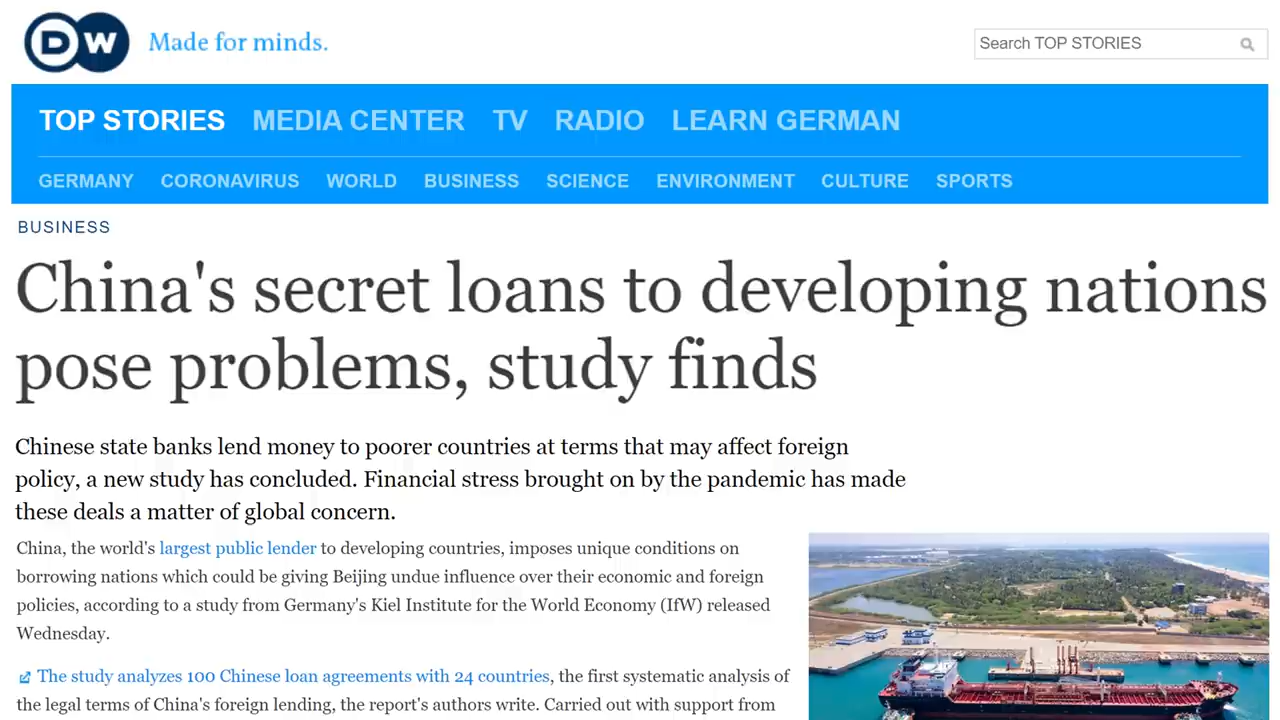 DW Made for minds.
Search TOP STORIES
TOP STORIES MEDIA CENTER TV RADIO LEARN GERMAN
GERMANY CORONAVIRUS WORLD BUSINESS SCIENCE ENVIRONMENT CULTURE SPORTS
BUSINESS
China's secret loans to developing nations
pose problems, study finds
Chinese state banks lend money to poorer countries at terms that may affect foreign
policy, a new study has concluded. Financial stress brought on by the pandemic has made
these deals a matter of global concern.
China, the world's largest public lender to developing countries, imposes unique conditions on
borrowing nations which could be giving Beijing undue influence over their economic and foreign
policies, according to a study from Germany's Kiel Institute for the World Economy (IfW) released
Wednesday.
The study analyzes 100 Chinese loan agreements with 24 countries, the first systematic analysis of
the legal terms of China's foreign lending, the report's authors write. Carried out with support from